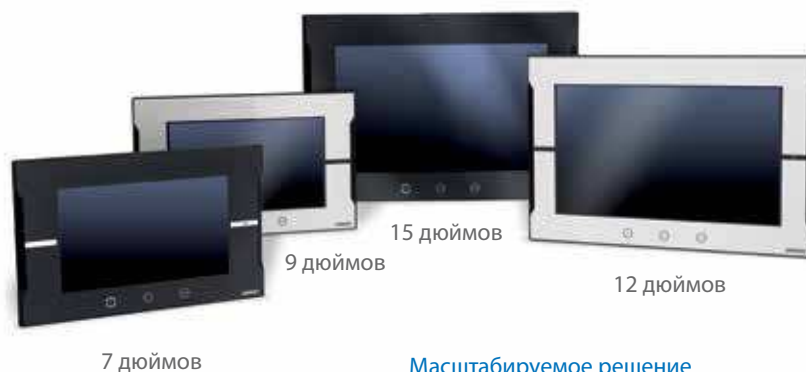 15 дюймов
9 дюймов
12 дюймов
7 дюймов
Масштабируемое решение